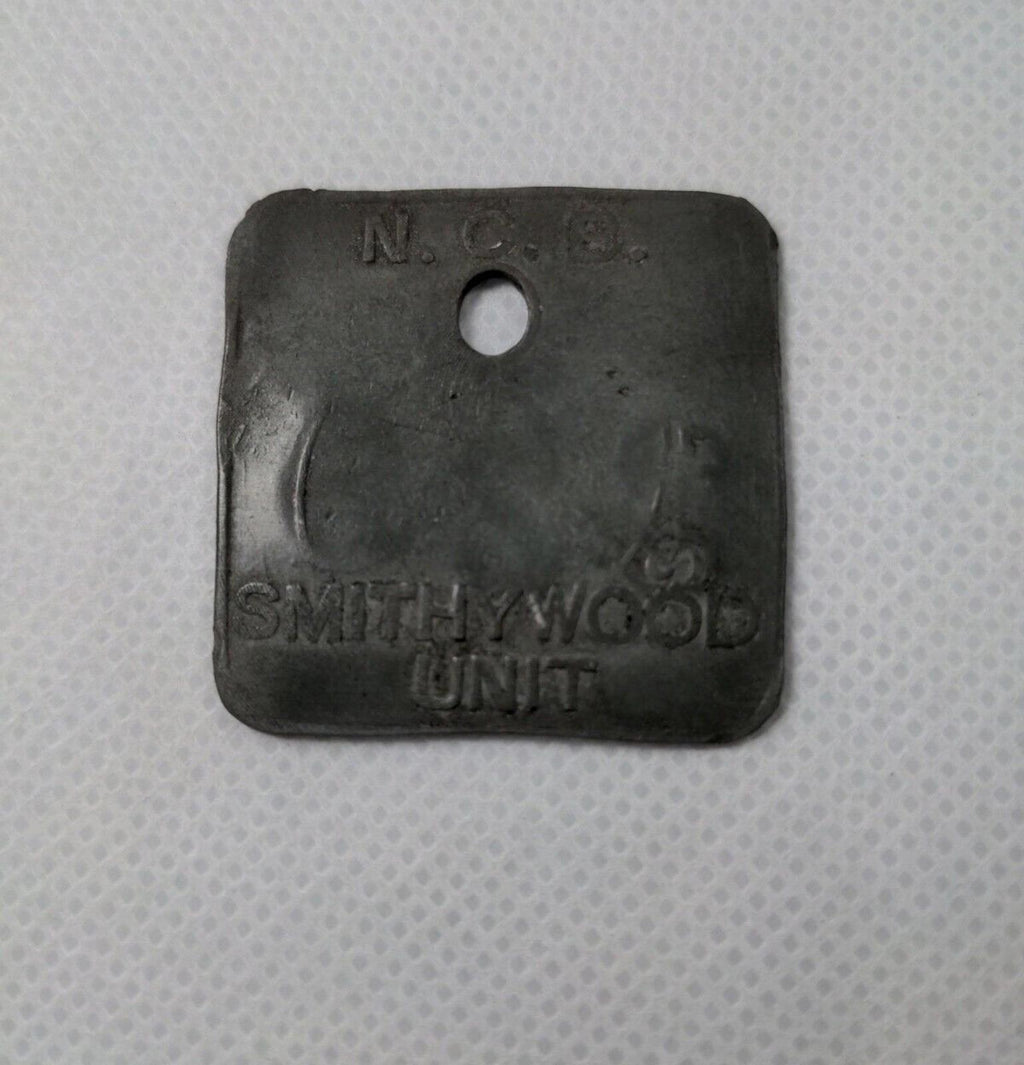 N. C. B.
SMITHYWOOD
UNIT